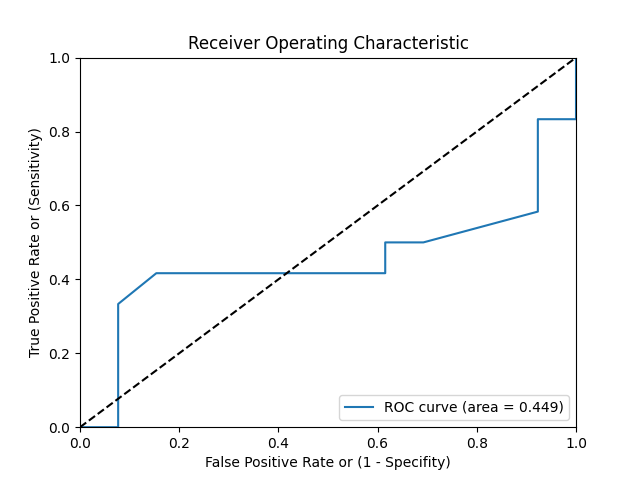 Receiver Operating Characteristic
1.0
0.8
0.6
0.4
0.2
0.0
True Positive Rate or (Sensitivity)
ROC curve (area = 0.449)
0.0 0.2 0.4 0.6 0.8 1.0
False Positive Rate or (1 - Specifity)